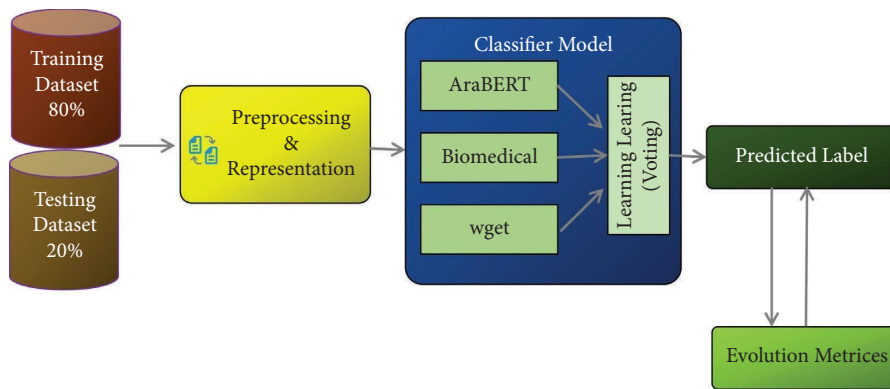 Training
Dataset
80%
Testing
Dataset
20%
Preprocessing
&
Representation
Classifier Model
AraBERT
Biomedical
wget
Learning Learing
(Voting)
Predicted Label
Evolution Metrices